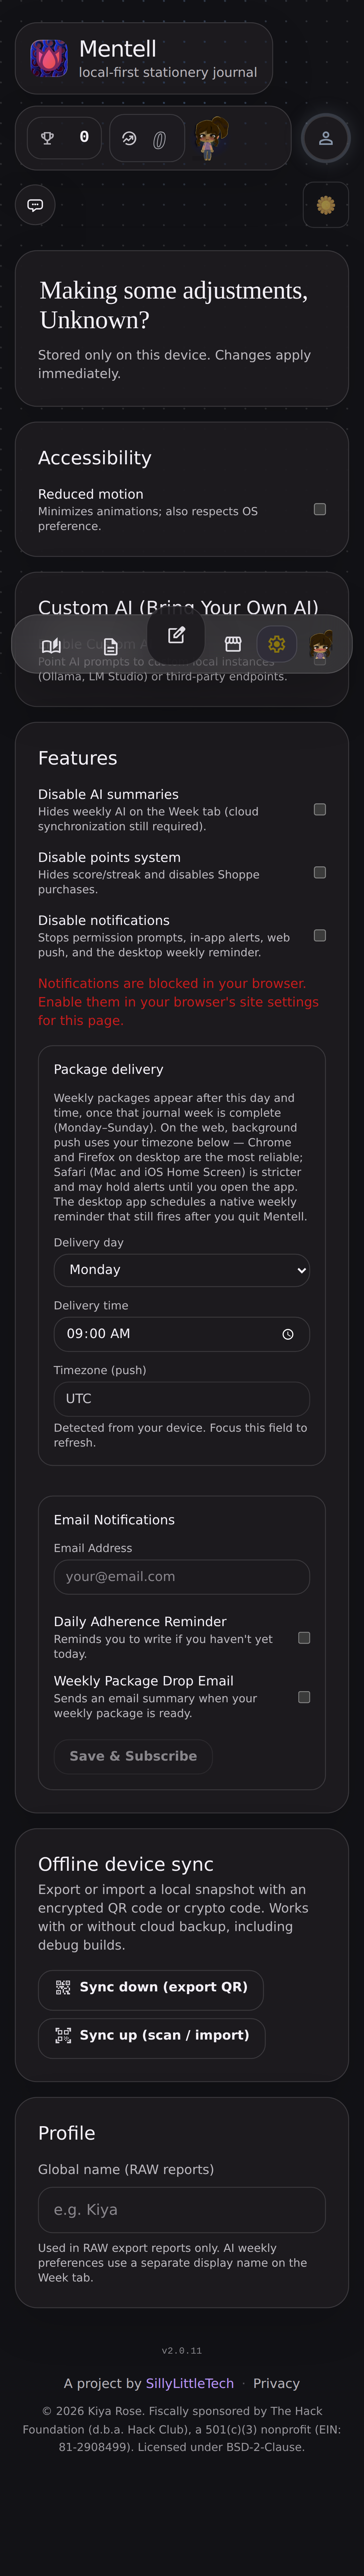 Mentell
local-first stationery journal
0
0
Making some adjustments,
Unknown?
Stored only on this device. Changes apply
immediately.
Accessibility
Reduced motion
Minimizes animations; also respects OS
preference.
Custom AI (Bring Your Own AI)
Enable Custom A
Point AI prompts to custom local instances
(Ollama, LM Studio) or third-party endpoints.
Features
Disable AI summaries
Hides weekly AI on the Week tab (cloud
synchronization still required).
Disable points system
Hides score/streak and disables Shoppe
purchases.
Disable notifications
Stops permission prompts, in-app alerts, web
push, and the desktop weekly reminder.
Notifications are blocked in your browser.
Enable them in your browser's site settings
for this page.
Package delivery
Weekly packages appear after this day and
time, once that journal week is complete
(Monday–Sunday). On the web, background
push uses your timezone below — Chrome
and Firefox on desktop are the most reliable;
Safari (Mac and iOS Home Screen) is stricter
and may hold alerts until you open the app.
The desktop app schedules a native weekly
reminder that still fires after you quit Mentell.
Delivery day
Monday
Delivery time
09:00 AM
Timezone (push)
UTC
Detected from your device. Focus this field to
refresh.
Email Notifications
Email Address
your@email.com
Daily Adherence Reminder
Reminds you to write if you haven't yet
today.
Weekly Package Drop Email
Sends an email summary when your
weekly package is ready.
Save & Subscribe
Offline device sync
Export or import a local snapshot with an
encrypted QR code or crypto code. Works
with or without cloud backup, including
debug builds.
Sync down (export QR)
Sync up (scan / import)
Profile
Global name (RAW reports)
e.g. Kiya
Used in RAW export reports only. AI weekly
preferences use a separate display name on the
Week tab.
v2.0.11
A project by SillyLittleTech · Privacy
© 2026 Kiya Rose. Fiscally sponsored by The Hack
Foundation (d.b.a. Hack Club), a 501(c)(3) nonprofit (EIN:
81-2908499). Licensed under BSD-2-Clause.